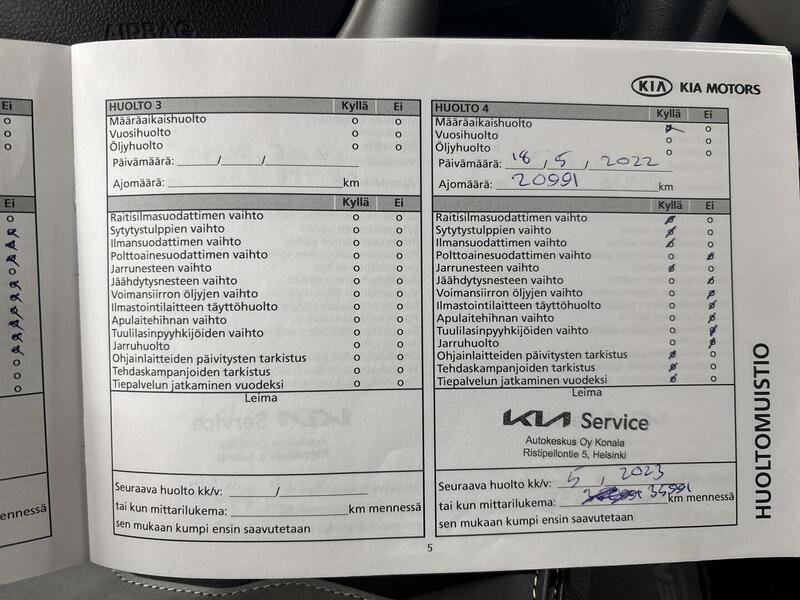 AIRBAG
KIA KIA MOTORS
Ei
o
o
o
Ei
o
o
o
o
o
ennessä
HUOLTO 3 Kyllä Ei
Määräaikaishuolto o o
Vuosihuolto o o
Öljyhuolto o o
Päivämäärä: / /
Ajomäärä: km
Kyllä Ei
Raitisilmasuodattimen vaihto o o
Sytytystulppien vaihto o o
Ilmansuodattimen vaihto o o
Polttoainesuodattimen vaihto o o
Jarrunesteen vaihto o o
Jäähdytysnesteen vaihto o o
Voimansiirron öljyjen vaihto o o
Ilmastointilaitteen täyttöhuolto o o
Apulaitehihnan vaihto o o
Tuulilasinpyyhkijöiden vaihto o o
Jarruhuolto o o
Ohjainlaitteiden päivitysten tarkistus o o
Tehdaskampanjoiden tarkistus o o
Tiepalvelun jatkaminen vuodeksi o o
Leima
Seuraava huolto kk/v: /
tai kun mittarilukema: km mennessä
sen mukaan kumpi ensin saavutetaan
HUOLTO 4 Kyllä Ei
Määräaikaishuolto o
Vuosihuolto o
Öljyhuolto o o
Päivämäärä: 18 , 5 , 2022
Ajomäärä: 20991 km
Kyllä Ei
Raitisilmasuodattimen vaihto o
Sytytystulppien vaihto o
Ilmansuodattimen vaihto o
Polttoainesuodattimen vaihto o
Jarrunesteen vaihto o
Jäähdytysnesteen vaihto o
Voimansiirron öljyjen vaihto o
Ilmastointilaitteen täyttöhuolto o
Apulaitehihnan vaihto o
Tuulilasinpyyhkijöiden vaihto o
Jarruhuolto o
Ohjainlaitteiden päivitysten tarkistus o
Tehdaskampanjoiden tarkistus o
Tiepalvelun jatkaminen vuodeksi o
Leima
KIA Service
Autokeskus Oy Konala
Ristipellontie 5, Helsinki
Seuraava huolto kk/v: 5 , 2023
tai kun mittarilukema: 35991 km mennessä
sen mukaan kumpi ensin saavutetaan
HUOLTOMUISTIO
5